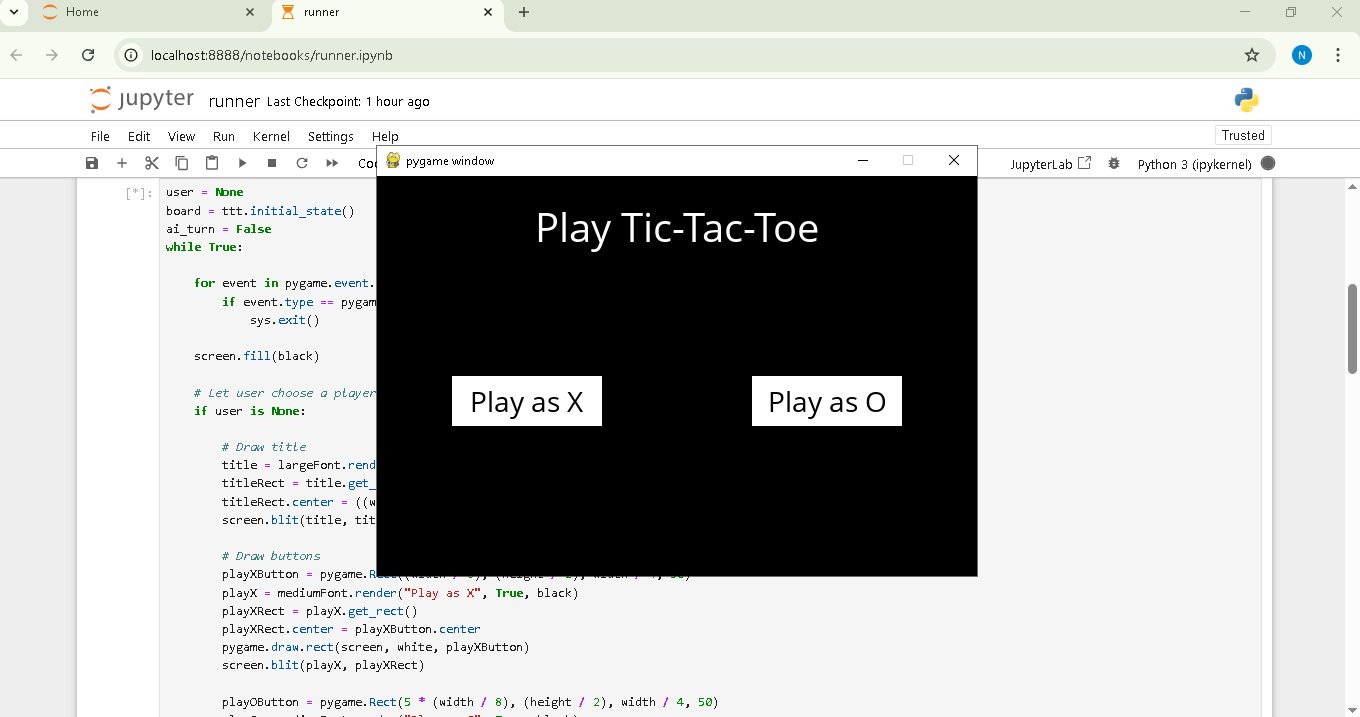 Home
runner
localhost:8888/notebooks/runner.ipynb
N
jupyter runner Last Checkpoint: 1 hour ago
File Edit View Run Kernel Settings Help
Trusted
JupyterLab Python 3 (ipykernel)
pygame window
Play Tic-Tac-Toe
Play as X Play as O
[*]:
user = None
board = ttt.initial_state()
ai_turn = False
while True:
for event in pygame.event.
if event.type == pygam
sys.exit()
screen.fill(black)
# Let user choose a player
if user is None:
# Draw title
title = largeFont.rend
titleRect = title.get_
titleRect.center = ((w
screen.blit(title, tit
# Draw buttons
playXButton = pygame.
playX = mediumFont.render("Play as X", True, black)
playXRect = playX.get_rect()
playXRect.center = playXButton.center
pygame.draw.rect(screen, white, playXButton)
screen.blit(playX, playXRect)
playOButton = pygame.Rect(5 * (width / 8), (height / 2), width / 4, 50)